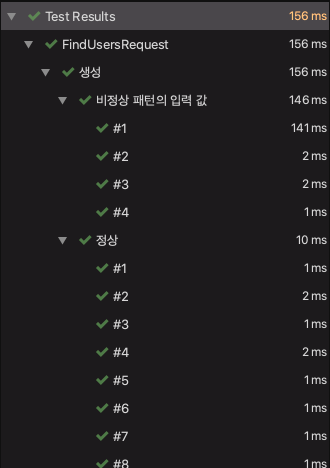 Test Results 156 ms
FindUsersRequest 156 ms
생성 156 ms
비정상 패턴의 입력 값 146 ms
#1 141 ms
#2 2 ms
#3 2 ms
#4 1 ms
정상 10 ms
#1 1 ms
#2 2 ms
#3 1 ms
#4 2 ms
#5 1 ms
#6 1 ms
#7 1 ms
#8 1 ms